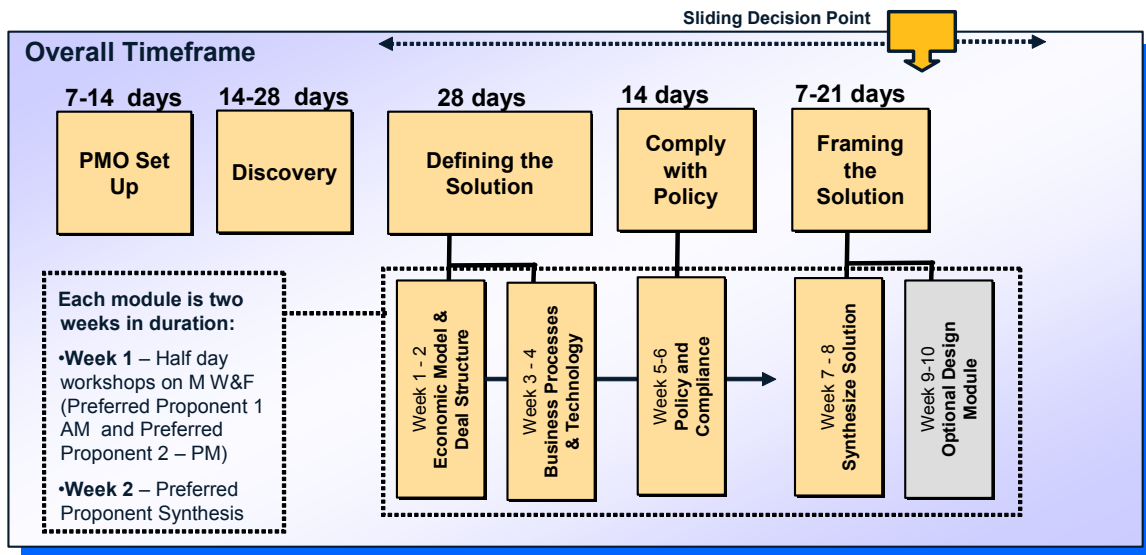 Sliding Decision Point
Overall Timeframe
7-14 days
PMO Set
Up
14-28 days
Discovery
28 days
Defining the
Solution
14 days
Comply
with
Policy
7-21 days
Framing
the
Solution
Each module is two
weeks in duration:
•Week 1 – Half day
workshops on M W&F
(Preferred Proponent 1
AM and Preferred
Proponent 2 – PM)
•Week 2 – Preferred
Proponent Synthesis
Week 1 - 2
Economic Model &
Deal Structure
Week 3 - 4
Business Processes
& Technology
Week 5-6
Policy and
Compliance
Week 7 - 8
Synthesize Solution
Week 9-10
Optional Design
Module